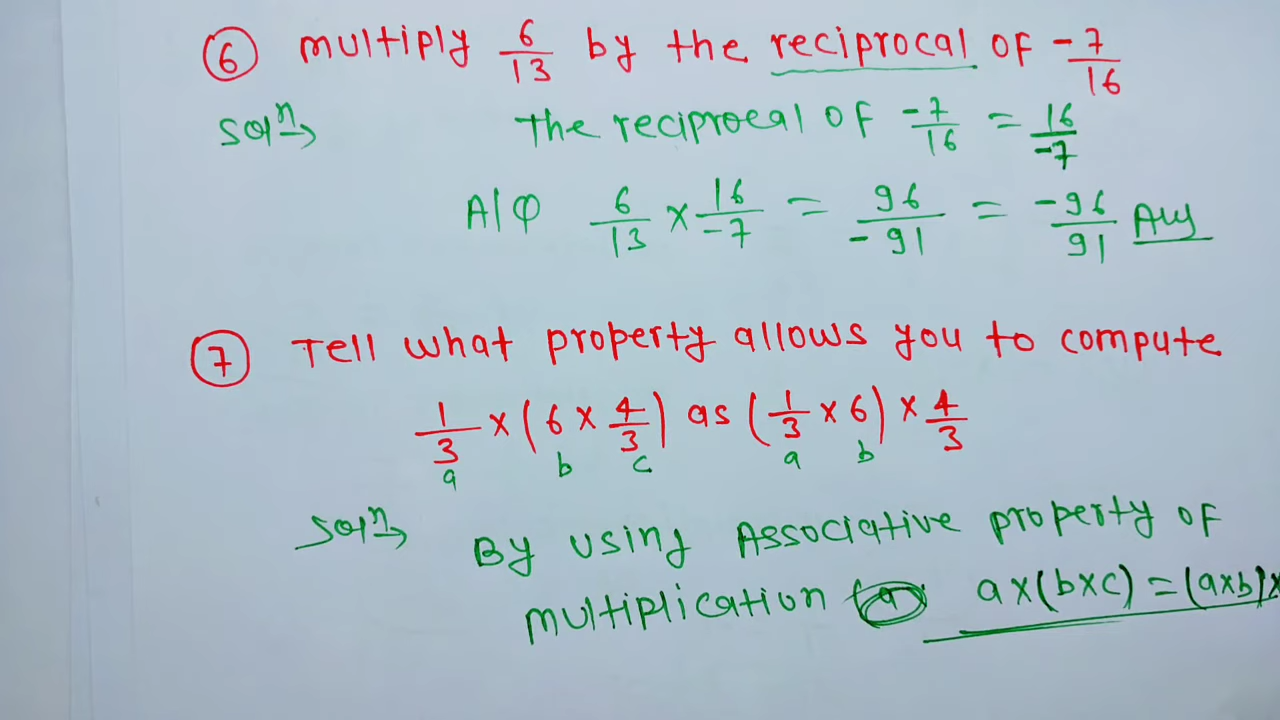 6 multiply 6/13 by the reciprocal of -7/16
Solⁿ→ The reciprocal of -7/16 = 16/-7
A/Q 6/13 × 16/-7 = 96/-91 = -96/91 Ans
7 Tell what property allows you to compute
1/3 × (6 × 4/3) as (1/3 × 6) × 4/3
a b c a b
Solⁿ→ By using Associative property of
multiplication a×(b×c) = (a×b)×